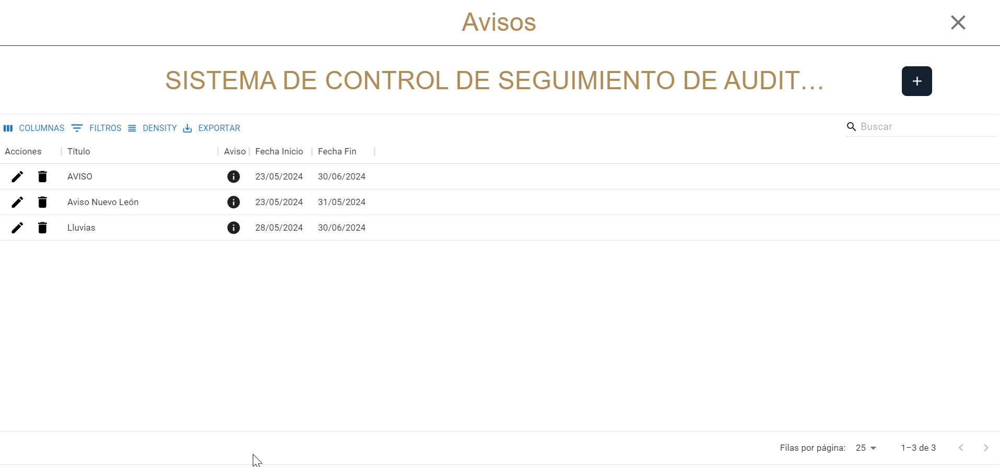 Avisos
SISTEMA DE CONTROL DE SEGUIMIENTO DE AUDIT...
COLUMNAS FILTROS DENSITY EXPORTAR Buscar
Acciones Título Aviso Fecha Inicio Fecha Fin
AVISO 23/05/2024 30/06/2024
Aviso Nuevo León 23/05/2024 31/05/2024
Lluvias 28/05/2024 30/06/2024
Filas por página: 25 1–3 de 3